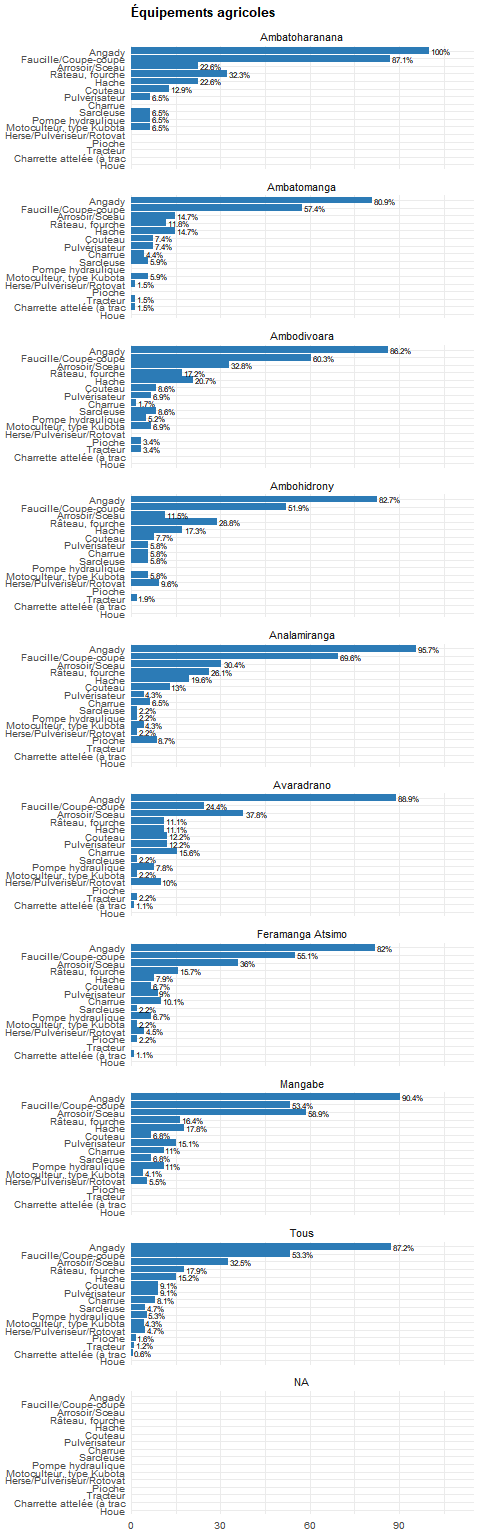 Équipements agricoles
Ambatoharanana
Angady 100%
Faucille/Coupe-coupe 87.1%
Arrosoir/Sceau 22.6%
Râteau, fourche 32.3%
Hache 22.6%
Couteau 12.9%
Pulvérisateur 6.5%
Charrue
Sarcleuse 6.5%
Pompe hydraulique 6.5%
Motoculteur, type Kubota 6.5%
Herse/Pulvériseur/Rotovat
Pioche
Tracteur
Charrette attelée (à trac
Houe
Ambatomanga
Angady 80.9%
Faucille/Coupe-coupe 57.4%
Arrosoir/Sceau 14.7%
Râteau, fourche 11.8%
Hache 14.7%
Couteau 7.4%
Pulvérisateur 7.4%
Charrue 4.4%
Sarcleuse 5.9%
Pompe hydraulique
Motoculteur, type Kubota 5.9%
Herse/Pulvériseur/Rotovat 1.5%
Pioche
Tracteur 1.5%
Charrette attelée (à trac 1.5%
Houe
Ambodivoara
Angady 86.2%
Faucille/Coupe-coupe 60.3%
Arrosoir/Sceau 32.8%
Râteau, fourche 17.2%
Hache 20.7%
Couteau 8.6%
Pulvérisateur 6.9%
Charrue 1.7%
Sarcleuse 8.6%
Pompe hydraulique 5.2%
Motoculteur, type Kubota 6.9%
Herse/Pulvériseur/Rotovat
Pioche 3.4%
Tracteur 3.4%
Charrette attelée (à trac
Houe
Ambohidrony
Angady 82.7%
Faucille/Coupe-coupe 51.9%
Arrosoir/Sceau 11.5%
Râteau, fourche 28.8%
Hache 17.3%
Couteau 7.7%
Pulvérisateur 5.8%
Charrue 5.8%
Sarcleuse 5.8%
Pompe hydraulique
Motoculteur, type Kubota 5.8%
Herse/Pulvériseur/Rotovat 9.6%
Pioche
Tracteur 1.9%
Charrette attelée (à trac
Houe
Analamiranga
Angady 95.7%
Faucille/Coupe-coupe 69.6%
Arrosoir/Sceau 30.4%
Râteau, fourche 26.1%
Hache 19.6%
Couteau 13%
Pulvérisateur 4.3%
Charrue 6.5%
Sarcleuse 2.2%
Pompe hydraulique 2.2%
Motoculteur, type Kubota 4.3%
Herse/Pulvériseur/Rotovat 2.2%
Pioche 8.7%
Tracteur
Charrette attelée (à trac
Houe
Avaradrano
Angady 88.9%
Faucille/Coupe-coupe 24.4%
Arrosoir/Sceau 37.8%
Râteau, fourche 11.1%
Hache 11.1%
Couteau 12.2%
Pulvérisateur 12.2%
Charrue 15.6%
Sarcleuse 2.2%
Pompe hydraulique 7.8%
Motoculteur, type Kubota 2.2%
Herse/Pulvériseur/Rotovat 10%
Pioche
Tracteur 2.2%
Charrette attelée (à trac 1.1%
Houe
Feramanga Atsimo
Angady 82%
Faucille/Coupe-coupe 55.1%
Arrosoir/Sceau 36%
Râteau, fourche 15.7%
Hache 7.9%
Couteau 6.7%
Pulvérisateur 9%
Charrue 10.1%
Sarcleuse 2.2%
Pompe hydraulique 6.7%
Motoculteur, type Kubota 2.2%
Herse/Pulvériseur/Rotovat 4.5%
Pioche 2.2%
Tracteur
Charrette attelée (à trac 1.1%
Houe
Mangabe
Angady 90.4%
Faucille/Coupe-coupe 53.4%
Arrosoir/Sceau 58.9%
Râteau, fourche 16.4%
Hache 17.8%
Couteau 6.8%
Pulvérisateur 15.1%
Charrue 11%
Sarcleuse 6.8%
Pompe hydraulique 11%
Motoculteur, type Kubota 4.1%
Herse/Pulvériseur/Rotovat 5.5%
Pioche
Tracteur
Charrette attelée (à trac
Houe
Tous
Angady 87.2%
Faucille/Coupe-coupe 53.3%
Arrosoir/Sceau 32.5%
Râteau, fourche 17.9%
Hache 15.2%
Couteau 9.1%
Pulvérisateur 9.1%
Charrue 8.1%
Sarcleuse 4.7%
Pompe hydraulique 5.3%
Motoculteur, type Kubota 4.3%
Herse/Pulvériseur/Rotovat 4.7%
Pioche 1.6%
Tracteur 1.2%
Charrette attelée (à trac 0.6%
Houe
NA
Angady
Faucille/Coupe-coupe
Arrosoir/Sceau
Râteau, fourche
Hache
Couteau
Pulvérisateur
Charrue
Sarcleuse
Pompe hydraulique
Motoculteur, type Kubota
Herse/Pulvériseur/Rotovat
Pioche
Tracteur
Charrette attelée (à trac
Houe
0 30 60 90